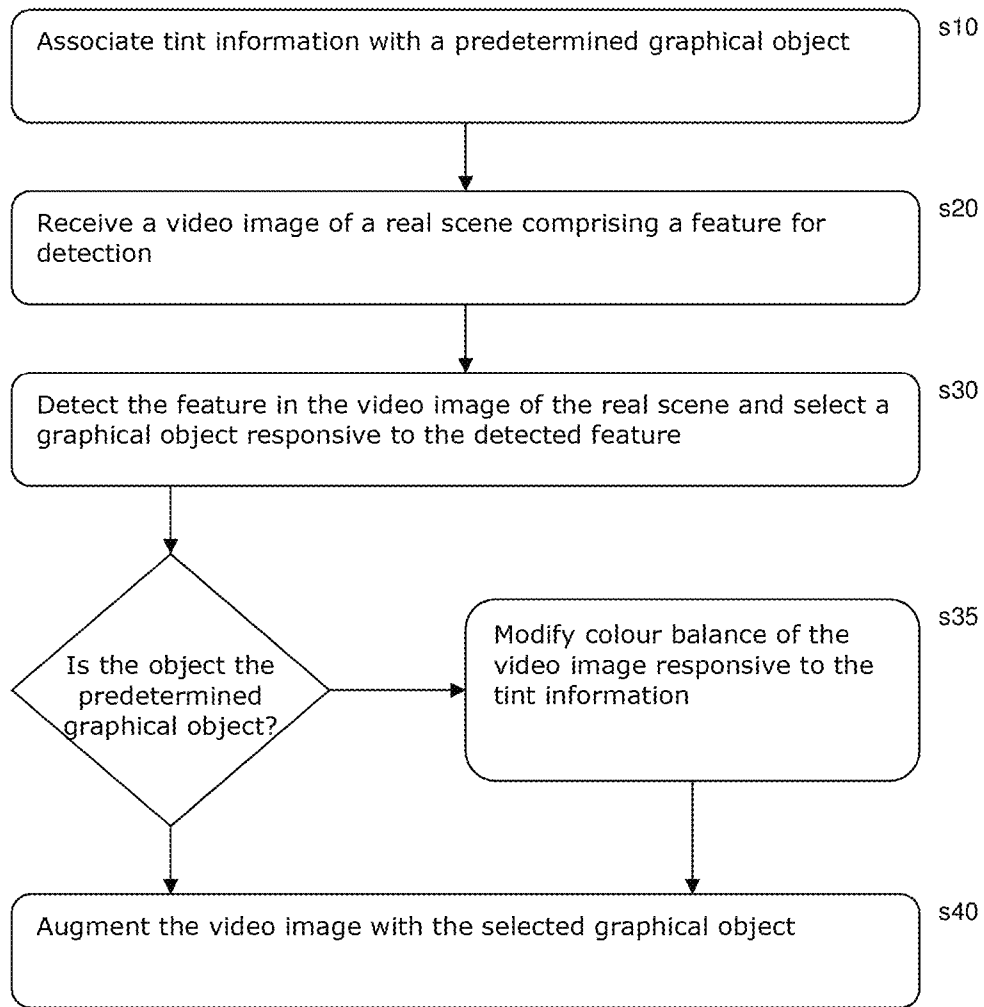 Associate tint information with a predetermined graphical object
s10
Receive a video image of a real scene comprising a feature for
detection
s20
Detect the feature in the video image of the real scene and select a
graphical object responsive to the detected feature
s30
Is the object the
predetermined
graphical object?
Modify colour balance of the
video image responsive to the
tint information
s35
Augment the video image with the selected graphical object
s40